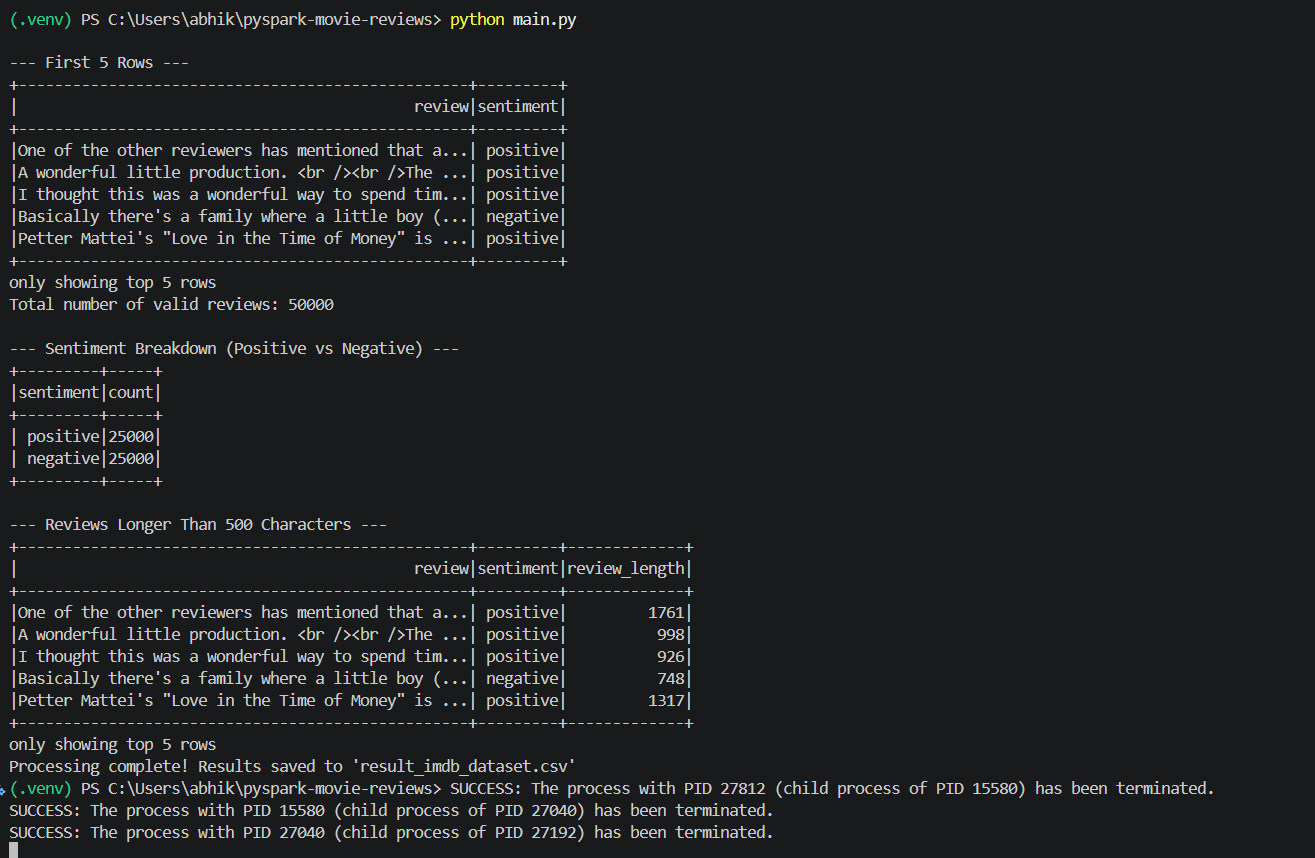 (.venv) PS C:\Users\abhik\pyspark-movie-reviews> python main.py
--- First 5 Rows ---
+--------------------------------------------------+---------+
|                                            review|sentiment|
+--------------------------------------------------+---------+
|One of the other reviewers has mentioned that a...| positive|
|A wonderful little production. <br /><br />The ...| positive|
|I thought this was a wonderful way to spend tim...| positive|
|Basically there's a family where a little boy (...| negative|
|Petter Mattei's "Love in the Time of Money" is ...| positive|
+--------------------------------------------------+---------+
only showing top 5 rows
Total number of valid reviews: 50000
--- Sentiment Breakdown (Positive vs Negative) ---
+---------+-----+
|sentiment|count|
+---------+-----+
| positive|25000|
| negative|25000|
+---------+-----+
--- Reviews Longer Than 500 Characters ---
+--------------------------------------------------+---------+-------------+
|                                            review|sentiment|review_length|
+--------------------------------------------------+---------+-------------+
|One of the other reviewers has mentioned that a...| positive|         1761|
|A wonderful little production. <br /><br />The ...| positive|          998|
|I thought this was a wonderful way to spend tim...| positive|          926|
|Basically there's a family where a little boy (...| negative|          748|
|Petter Mattei's "Love in the Time of Money" is ...| positive|         1317|
+--------------------------------------------------+---------+-------------+
only showing top 5 rows
Processing complete! Results saved to 'result_imdb_dataset.csv'
(.venv) PS C:\Users\abhik\pyspark-movie-reviews> SUCCESS: The process with PID 27812 (child process of PID 15580) has been terminated.
SUCCESS: The process with PID 15580 (child process of PID 27040) has been terminated.
SUCCESS: The process with PID 27040 (child process of PID 27192) has been terminated.